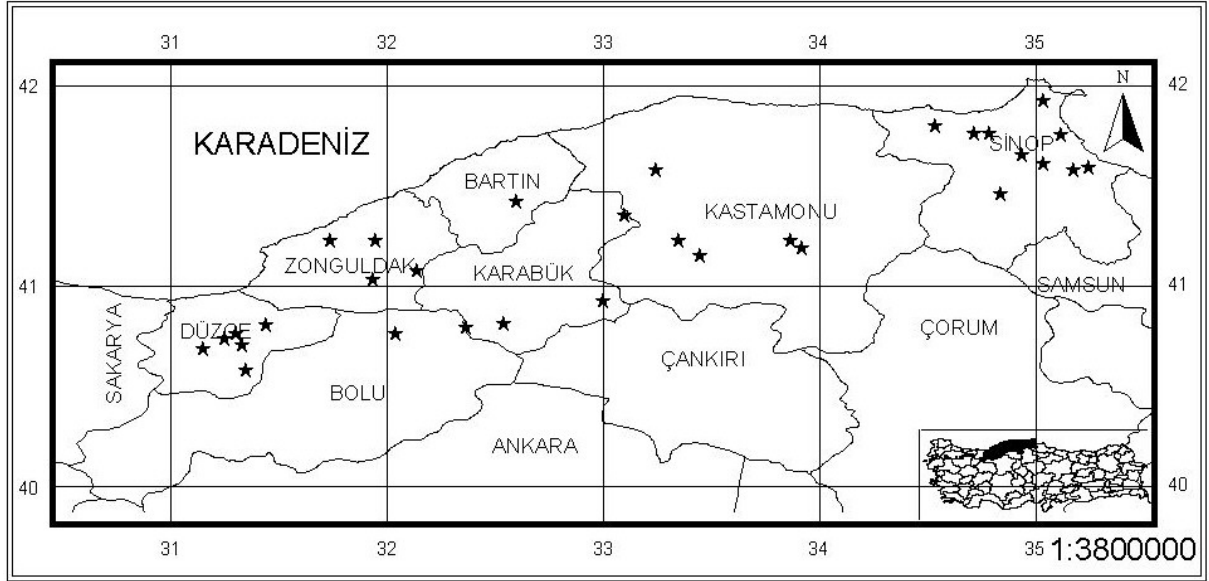 31 32 33 34 35
42 42
N
KARADENİZ
SİNOP
BARTIN
KASTAMONU
ZONGULDAK
KARABÜK
41 41
SAMSUN
DÜZCE
ÇORUM
SAKARYA
ÇANKIRI
BOLU
ANKARA
40 40
31 32 33 34 35
1:3800000